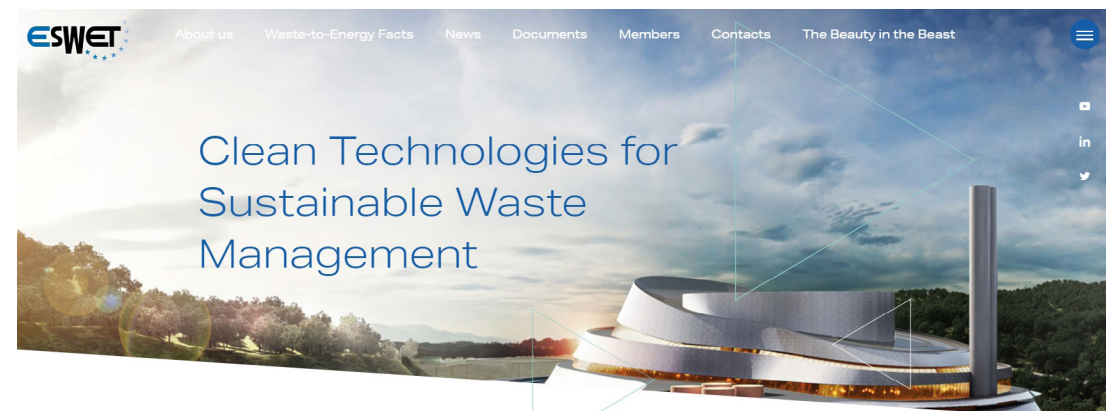 ESWET
About us Waste-to-Energy Facts News Documents Members Contacts The Beauty in the Beast
in
Clean Technologies for
Sustainable Waste
Management